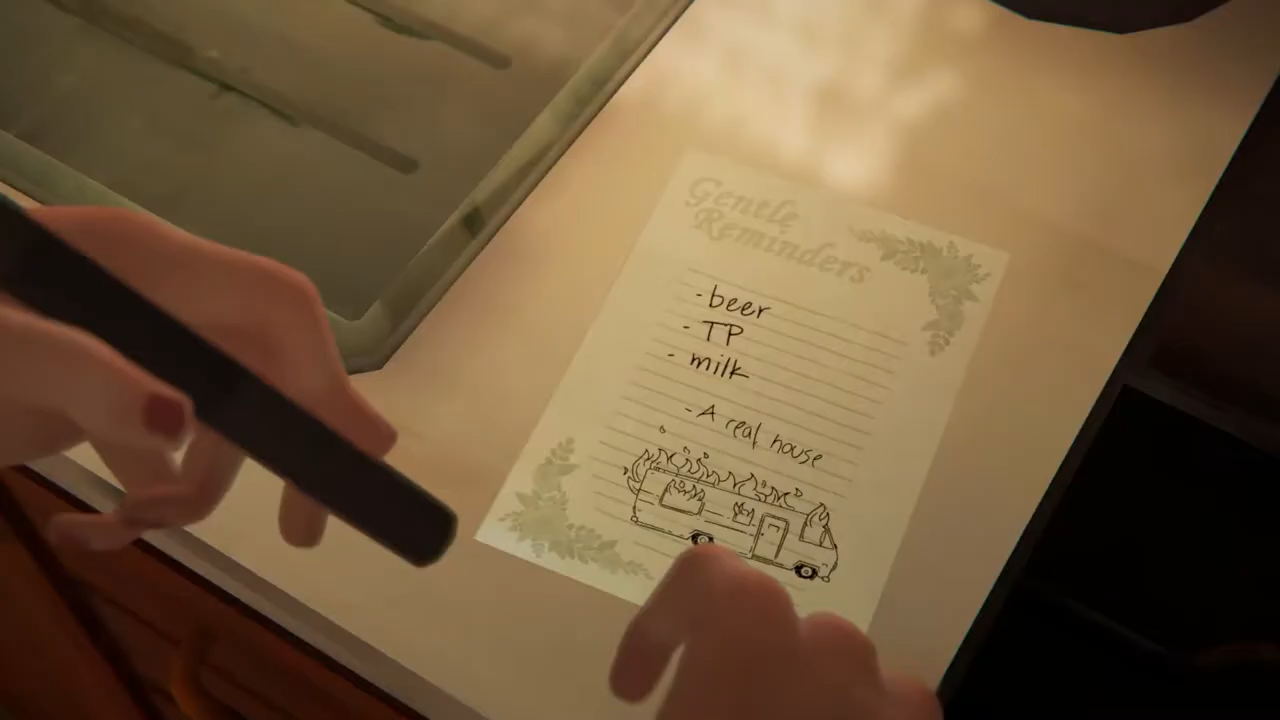 Gentle
Reminders
- beer
- TP
- milk
- A real house